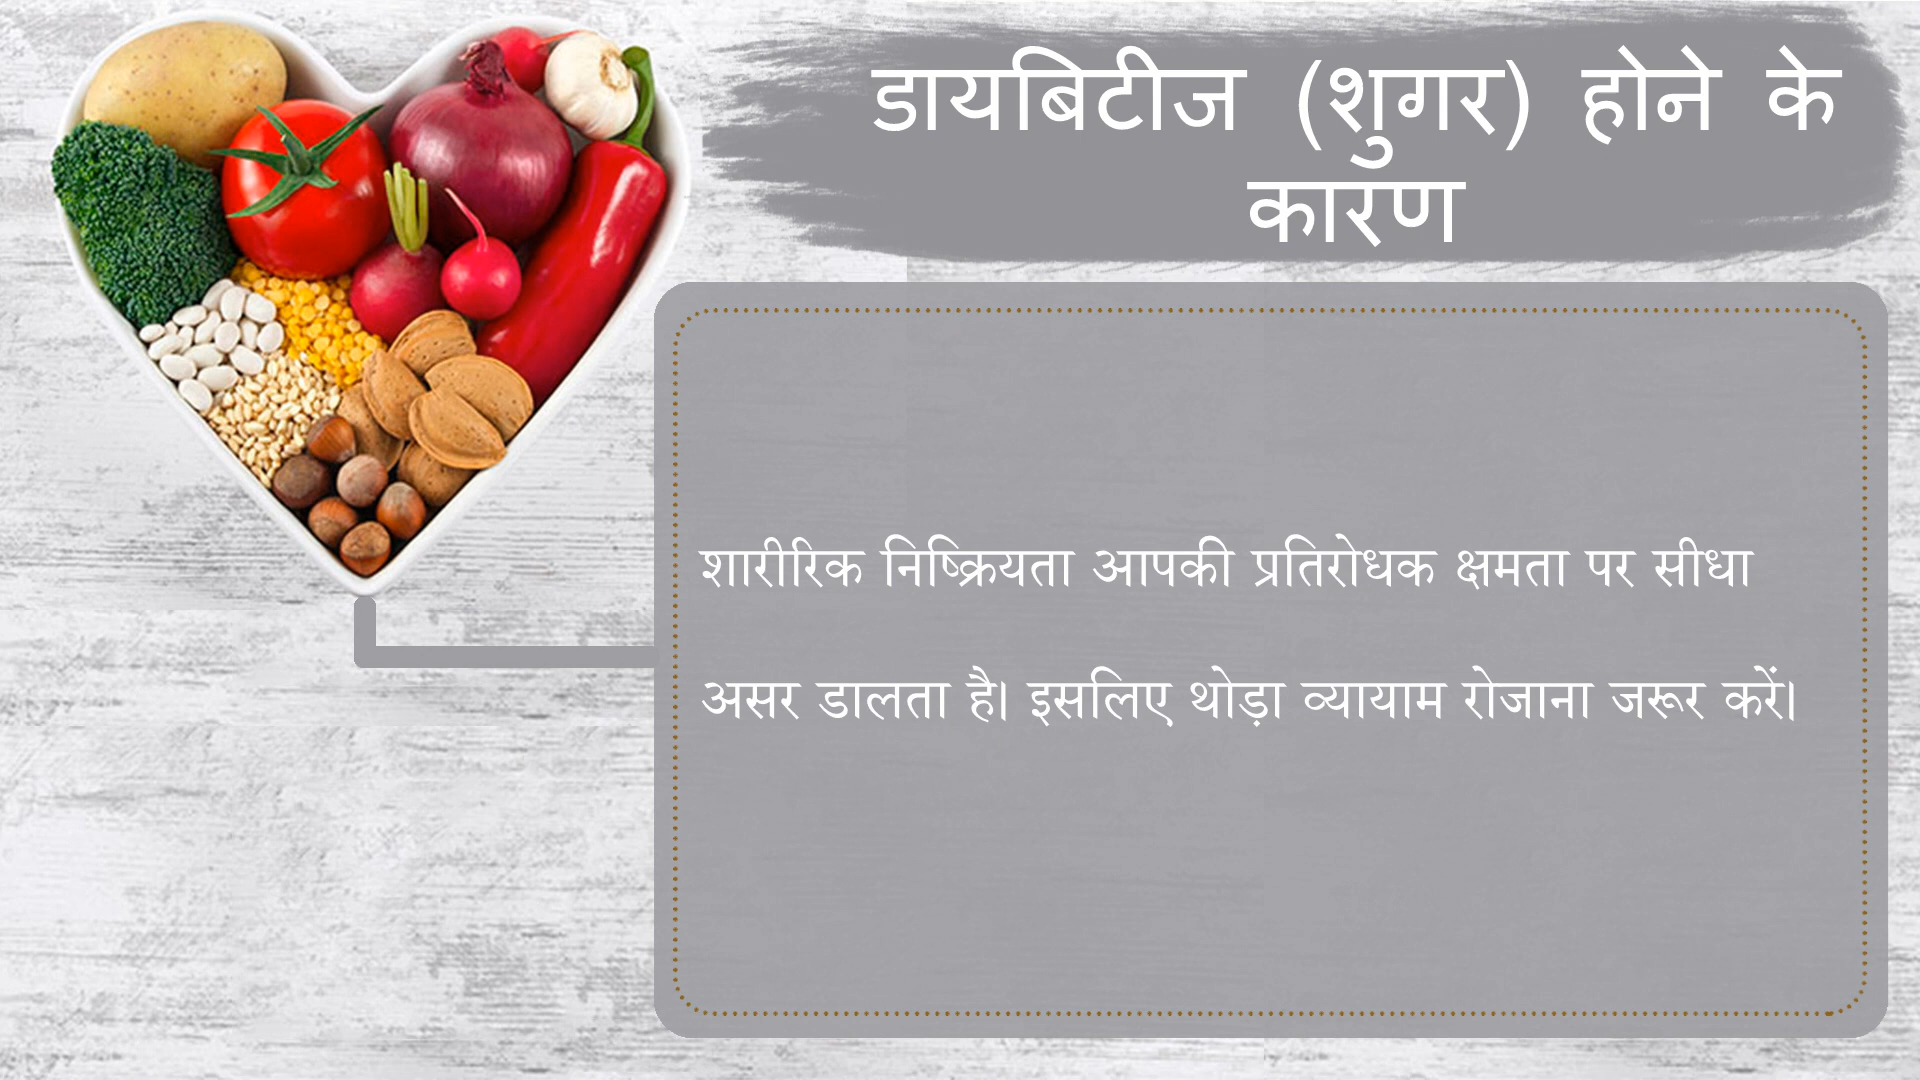 डायबिटीज (शुगर) होने के
कारण
शारीरिक निष्क्रियता आपकी प्रतिरोधक क्षमता पर सीधा
असर डालता है। इसलिए थोड़ा व्यायाम रोजाना जरूर करें।